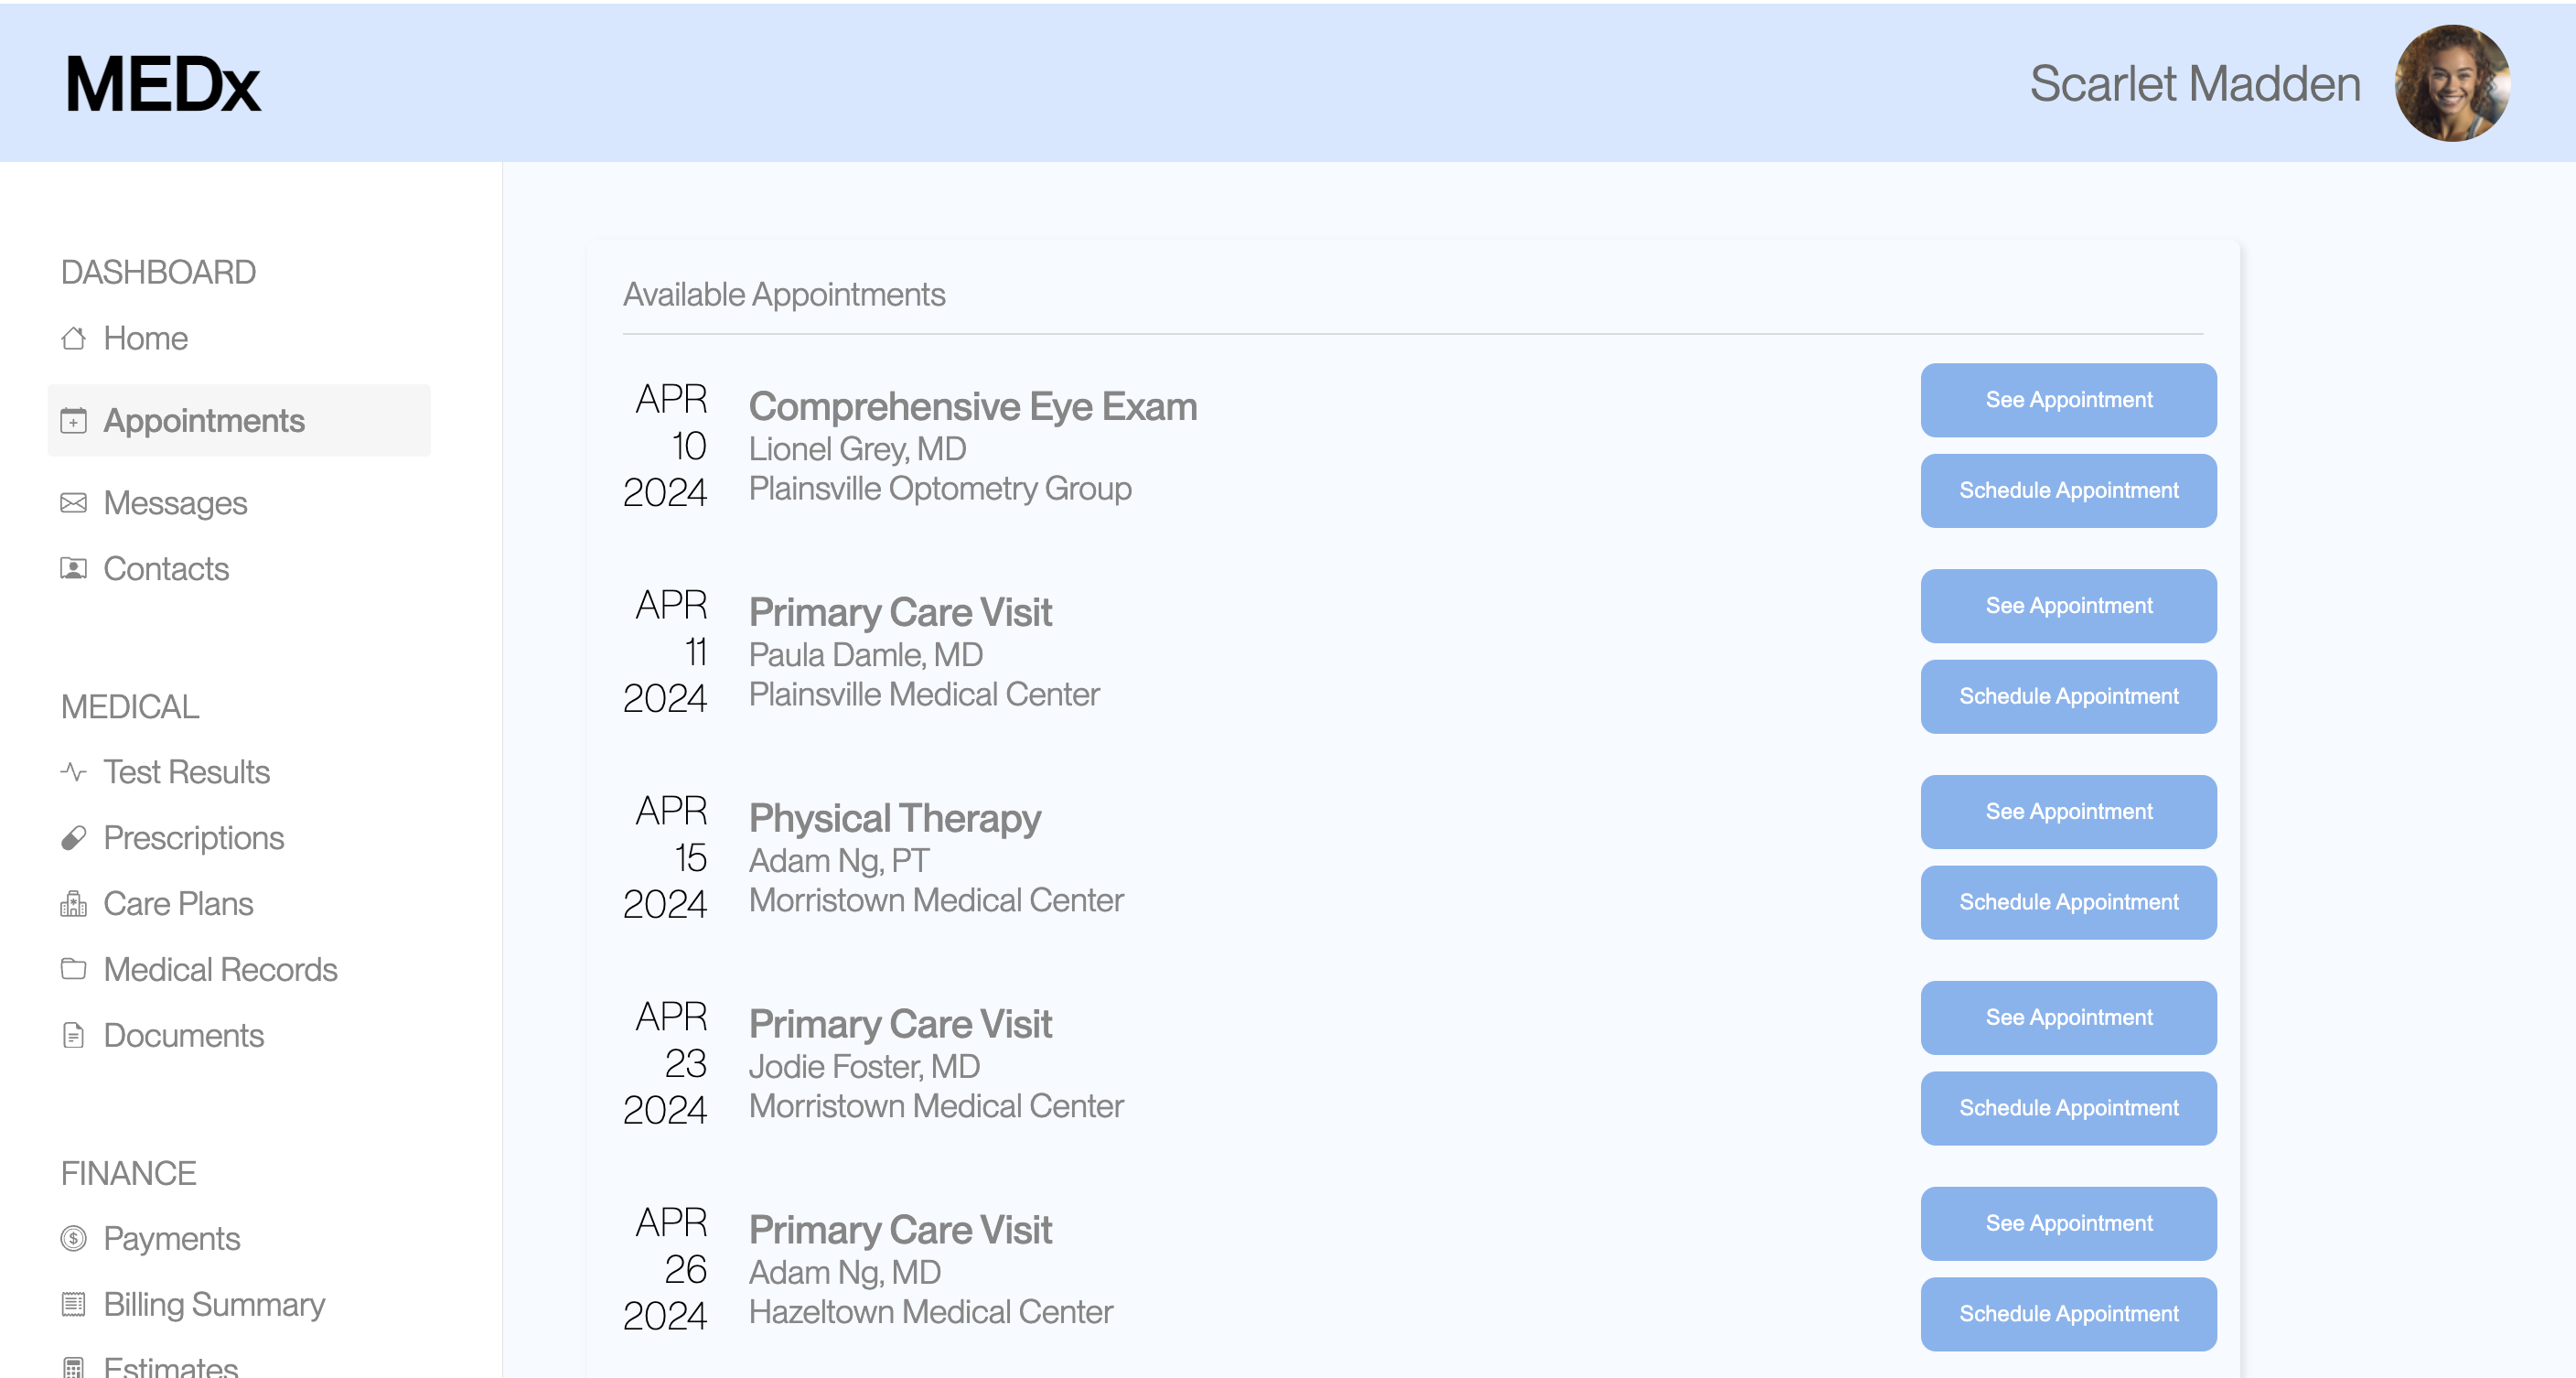 MEDx
Scarlet Madden
DASHBOARD
Home
Appointments
Messages
Contacts
MEDICAL
Test Results
Prescriptions
Care Plans
Medical Records
Documents
FINANCE
Payments
Billing Summary
Estimates
Available Appointments
APR
10
2024
Comprehensive Eye Exam
Lionel Grey, MD
Plainsville Optometry Group
See Appointment
Schedule Appointment
APR
11
2024
Primary Care Visit
Paula Damle, MD
Plainsville Medical Center
See Appointment
Schedule Appointment
APR
15
2024
Physical Therapy
Adam Ng, PT
Morristown Medical Center
See Appointment
Schedule Appointment
APR
23
2024
Primary Care Visit
Jodie Foster, MD
Morristown Medical Center
See Appointment
Schedule Appointment
APR
26
2024
Primary Care Visit
Adam Ng, MD
Hazeltown Medical Center
See Appointment
Schedule Appointment